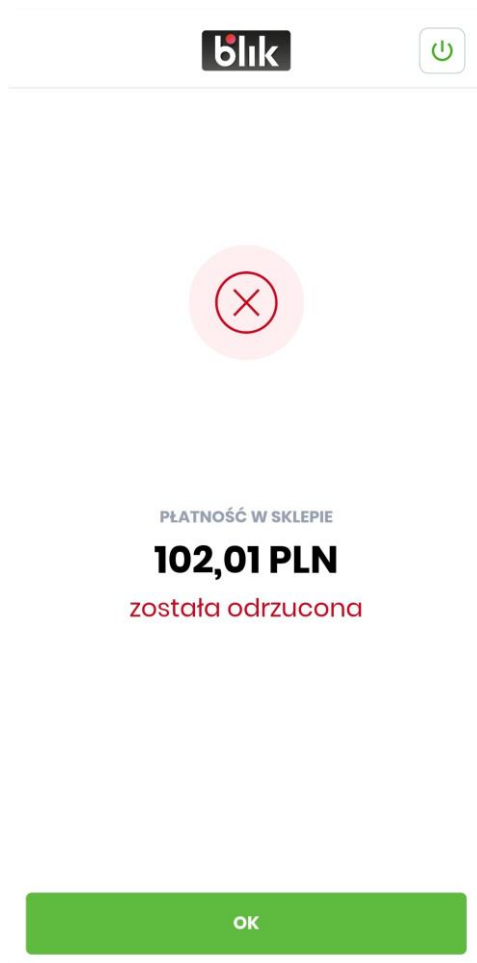 blik
PŁATNOŚĆ W SKLEPIE
102,01 PLN
została odrzucona
OK